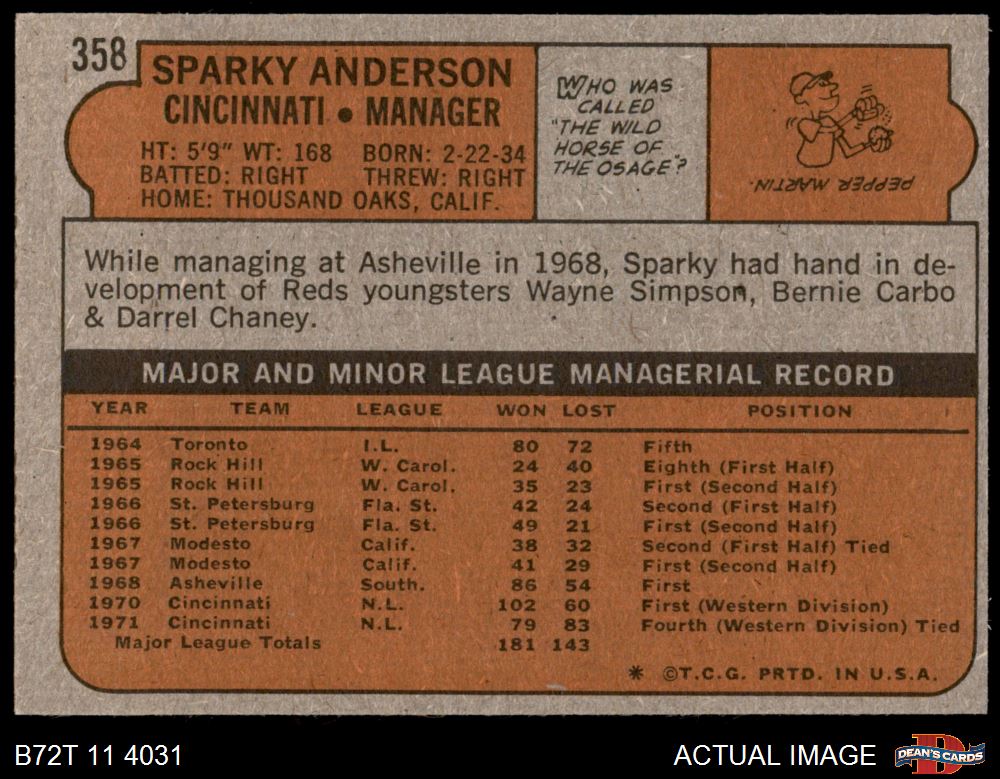 358
SPARKY ANDERSON
CINCINNATI • MANAGER
HT: 5'9" WT: 168 BORN: 2-22-34
BATTED: RIGHT THREW: RIGHT
HOME: THOUSAND OAKS, CALIF.
WHO WAS
CALLED
"THE WILD
HORSE OF
THE OSAGE"?
PEPPER MARTIN.
While managing at Asheville in 1968, Sparky had hand in de-
velopment of Reds youngsters Wayne Simpson, Bernie Carbo
& Darrel Chaney.
MAJOR AND MINOR LEAGUE MANAGERIAL RECORD
YEAR TEAM LEAGUE WON LOST POSITION
1964 Toronto I.L. 80 72 Fifth
1965 Rock Hill W. Carol. 24 40 Eighth (First Half)
1965 Rock Hill W. Carol. 35 23 First (Second Half)
1966 St. Petersburg Fla. St. 42 24 Second (First Half)
1966 St. Petersburg Fla. St. 49 21 First (Second Half)
1967 Modesto Calif. 38 32 Second (First Half) Tied
1967 Modesto Calif. 41 29 First (Second Half)
1968 Asheville South. 86 54 First
1970 Cincinnati N.L. 102 60 First (Western Division)
1971 Cincinnati N.L. 79 83 Fourth (Western Division) Tied
Major League Totals 181 143
* ©T.C.G. PRTD. IN U.S.A.
B72T 11 4031
ACTUAL IMAGE
D
DEAN'S CARDS